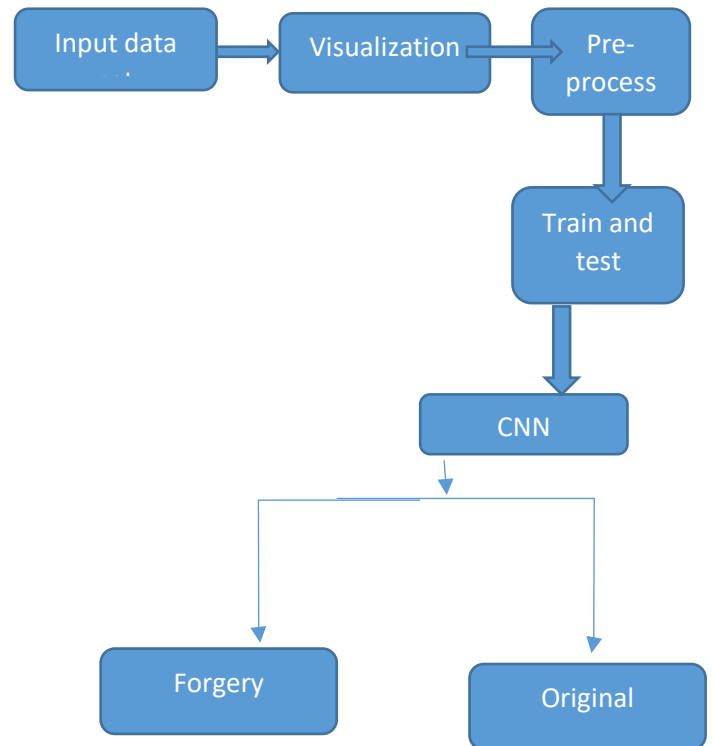 Input data
Visualization
Pre-
process
Train and
test
CNN
Forgery
Original